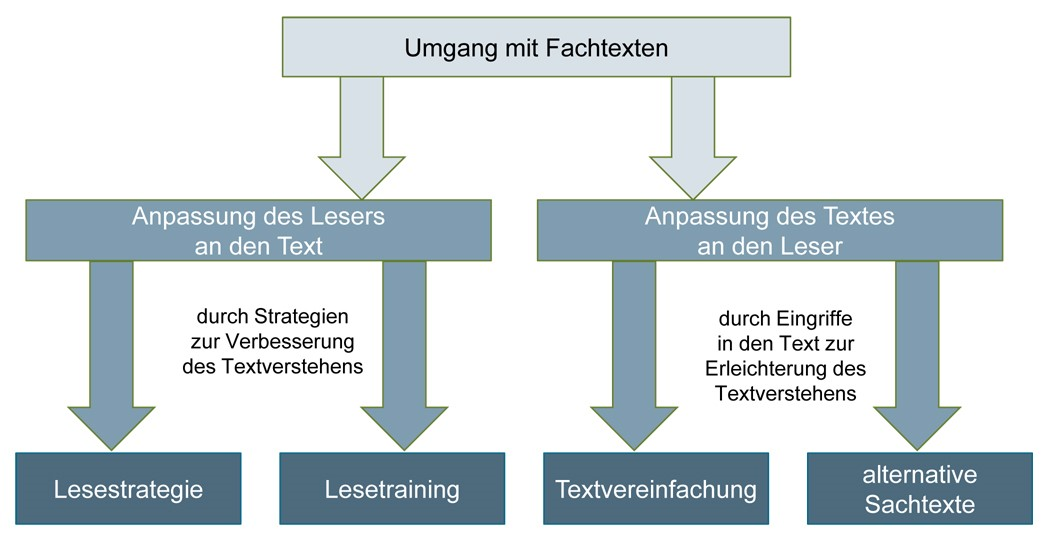 Umgang mit Fachtexten
Anpassung des Lesers
an den Text
Anpassung des Textes
an den Leser
durch Strategien
zur Verbesserung
des Textverstehens
durch Eingriffe
in den Text zur
Erleichterung des
Textverstehens
Lesestrategie
Lesetraining
Textvereinfachung
alternative
Sachtexte